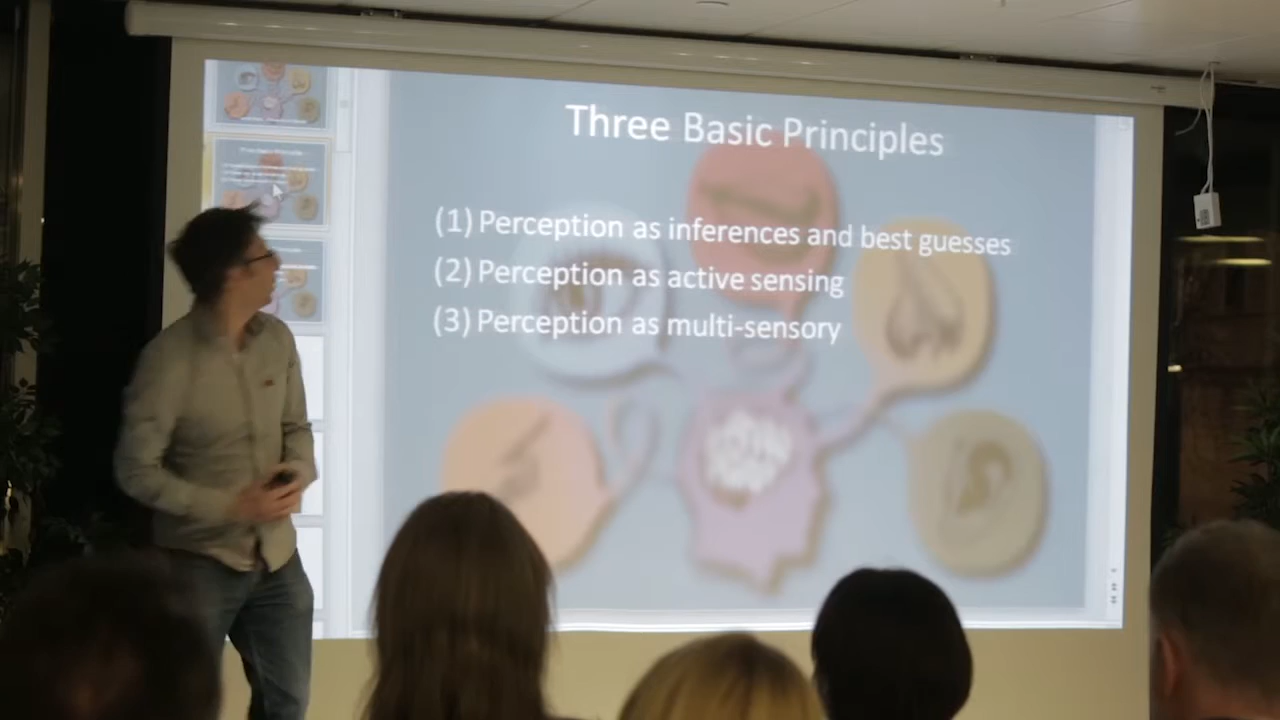 Three Basic Principles
(1) Perception as inferences and best guesses
(2) Perception as active sensing
(3) Perception as multi-sensory